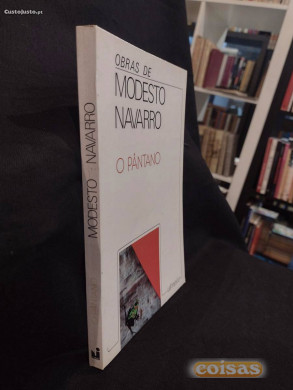 CustoJusto.pt
OBRAS DE
MODESTO
NAVARRO
O PÂNTANO
MODESTO NAVARRO
coisas